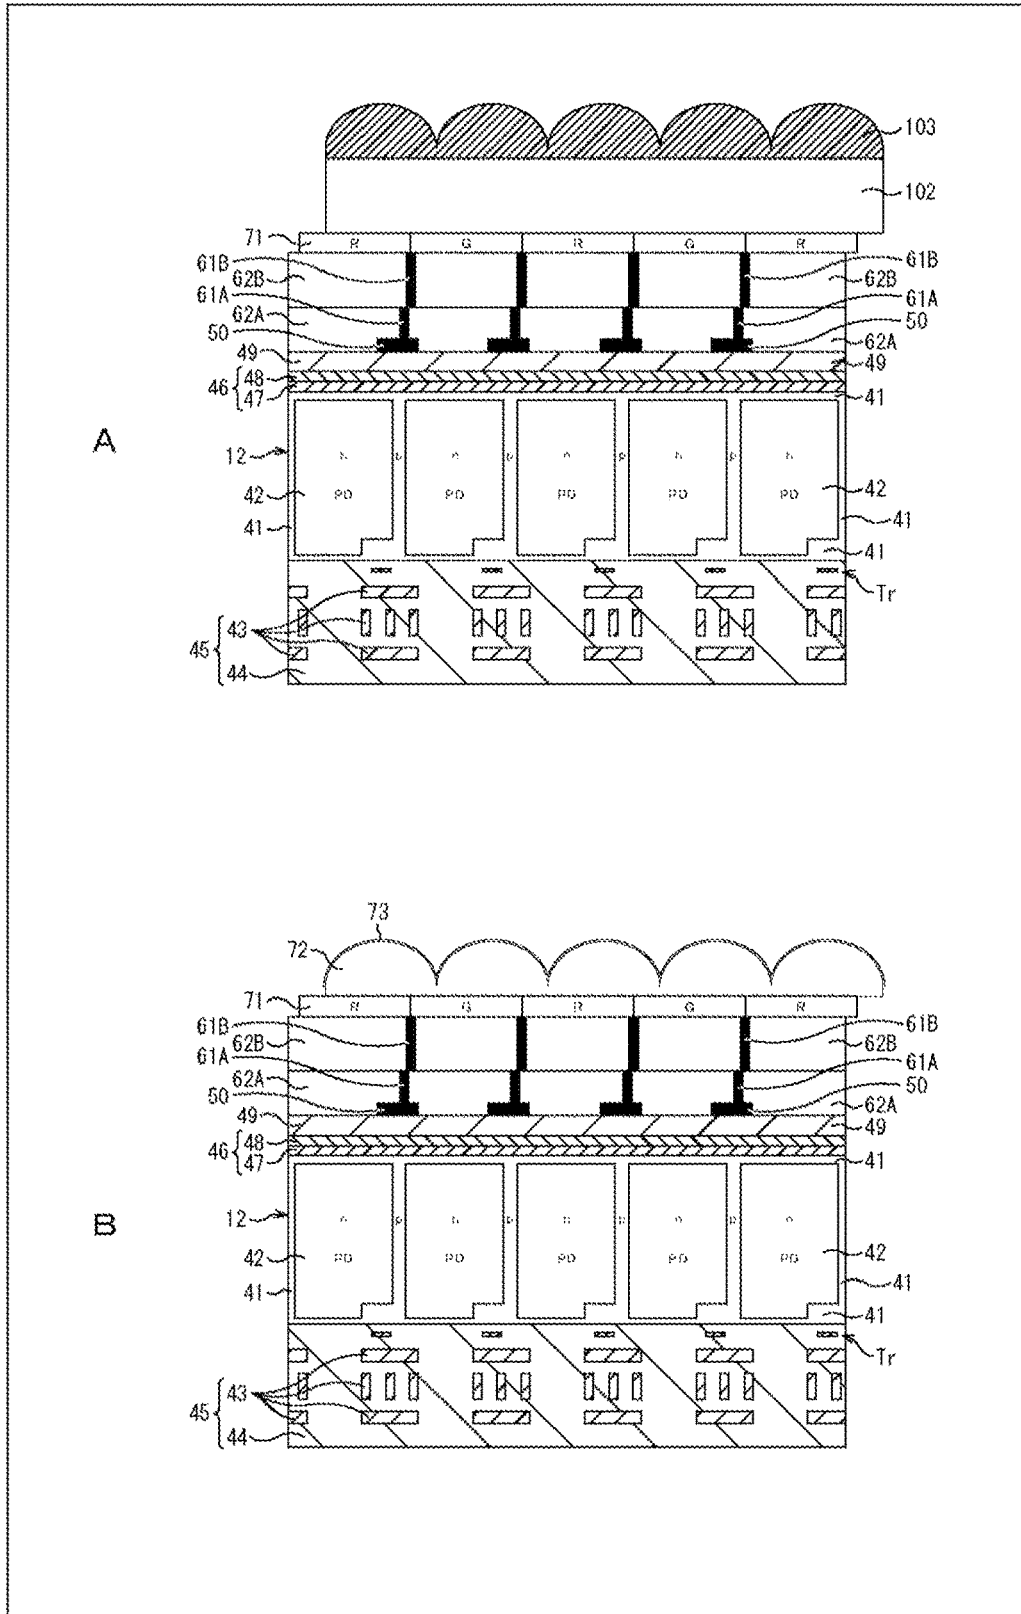 103
102
71 R G R G R
61B 61B
62B 62B
61A 61A
62A 50
50 62A
49 49
46 48
47 41
A
12 n p n p n p n p n
42 PD PD PD PD PD 42
41 41
41
Tr
43
45
44
73
72
71 R G R G R
61B 61B
62B 62B
61A 61A
62A 50
50 62A
49 49
46 48
47 41
B
12 n p n p n p n p n
42 PD PD PD PD PD 42
41 41
41
Tr
43
45
44